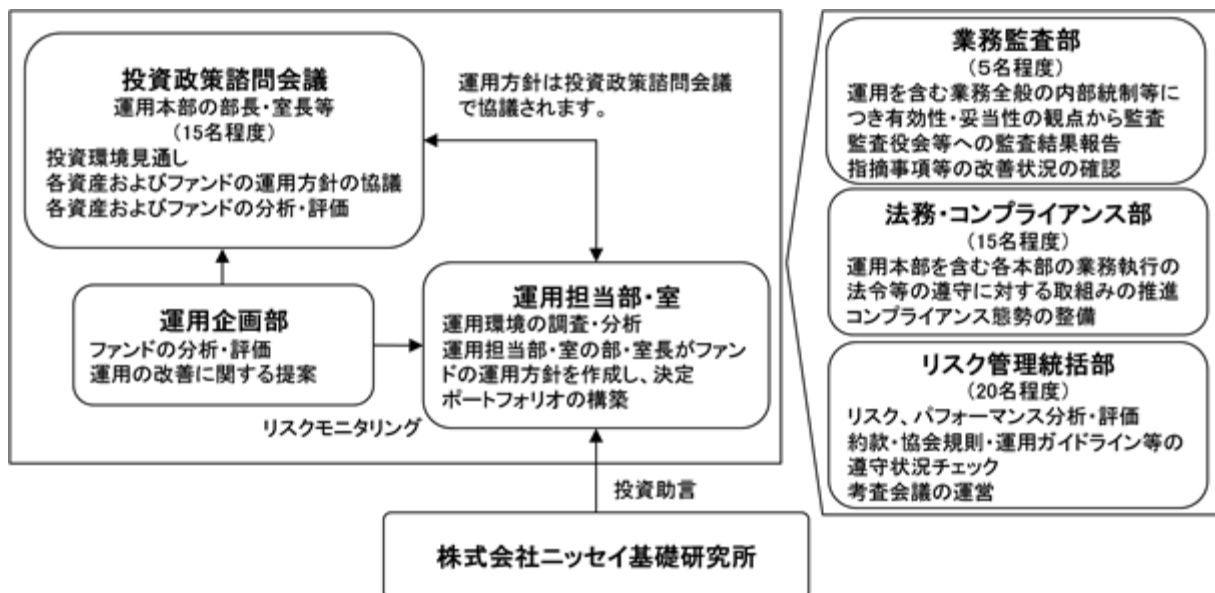 投資政策諮問会議
運用本部の部長・室長等
(15名程度)
投資環境見通し
各資産およびファンドの運用方針の協議
各資産およびファンドの分析・評価
運用方針は投資政策諮問会議
で協議されます。
運用企画部
ファンドの分析・評価
運用の改善に関する提案
運用担当部・室
運用環境の調査・分析
運用担当部・室の部・室長がファン
ドの運用方針を作成し、決定
ポートフォリオの構築
リスクモニタリング
投資助言
株式会社ニッセイ基礎研究所
業務監査部
(5名程度)
運用を含む業務全般の内部統制等に
つき有効性・妥当性の観点から監査
監査役会等への監査結果報告
指摘事項等の改善状況の確認
法務・コンプライアンス部
(15名程度)
運用本部を含む各本部の業務執行の
法令等の遵守に対する取組みの推進
コンプライアンス態勢の整備
リスク管理統括部
(20名程度)
リスク、パフォーマンス分析・評価
約款・協会規則・運用ガイドライン等の
遵守状況チェック
考査会議の運営